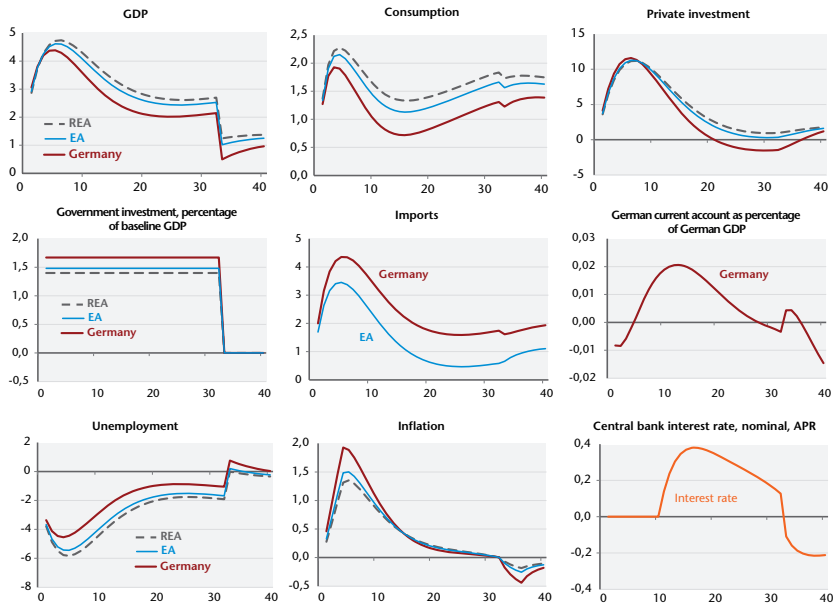 GDP
5
4
3
2
1
0
REA
EA
Germany
0 10 20 30 40
Consumption
2,5
2,0
1,5
1,0
0,5
0,0
0 10 20 30 40
Private investment
15
10
5
0
-5
0 10 20 30 40
Government investment, percentage
of baseline GDP
2,0
1,5
1,0
0,5
0,0
-0,5
REA
EA
Germany
0 10 20 30 40
Imports
5
4
3
2
1
0
Germany
EA
0 10 20 30 40
German current account as percentage
of German GDP
0,03
0,02
0,01
0,00
-0,01
-0,02
Germany
0 10 20 30 40
Unemployment
2
0
-2
-4
-6
-8
REA
EA
Germany
0 10 20 30 40
Inflation
2,0
1,5
1,0
0,5
0,0
-0,5
0 10 20 30 40
Central bank interest rate, nominal, APR
0,4
0,2
0,0
-0,2
-0,4
Interest rate
0 10 20 30 40